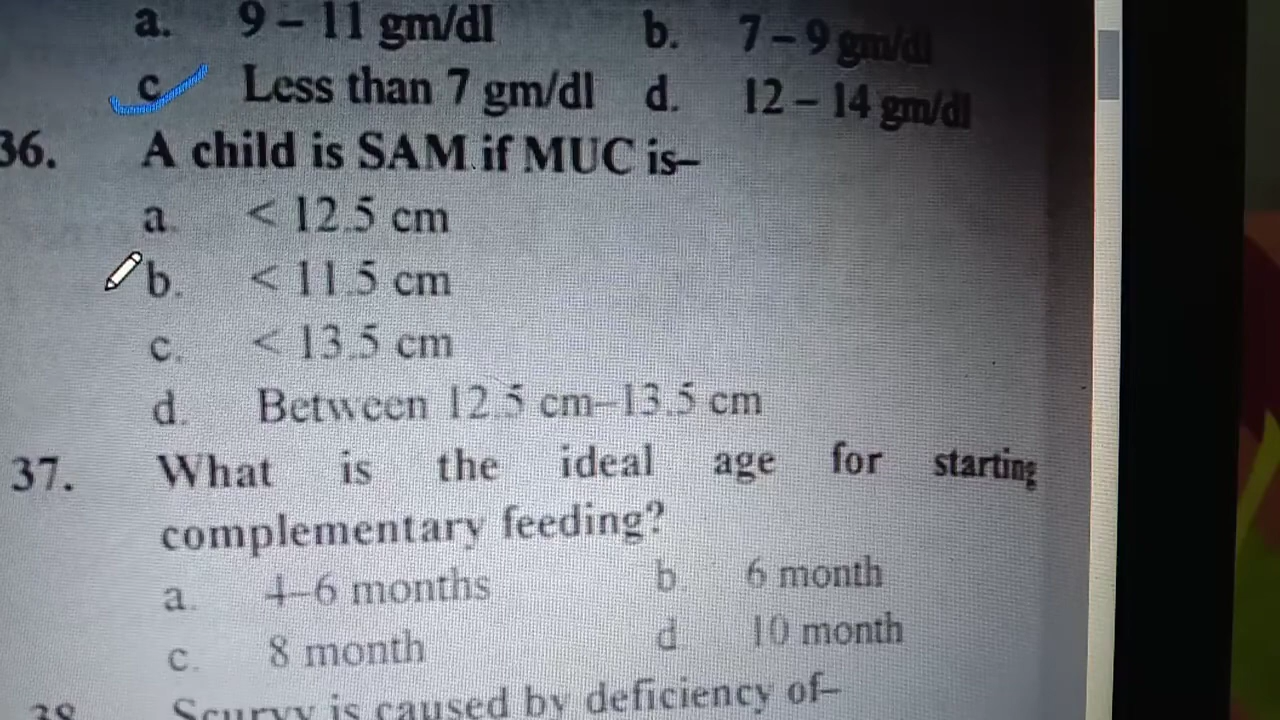 a. 9 – 11 gm/dl b. 7 – 9 gm/dl
c. Less than 7 gm/dl d. 12 – 14 gm/dl
36. A child is SAM if MUC is–
a. < 12.5 cm
b. < 11.5 cm
c. < 13.5 cm
d. Between 12.5 cm–13.5 cm
37. What is the ideal age for starting
complementary feeding?
a. 4–6 months b. 6 month
c. 8 month d 10 month
38 Scurvy is caused by deficiency of–